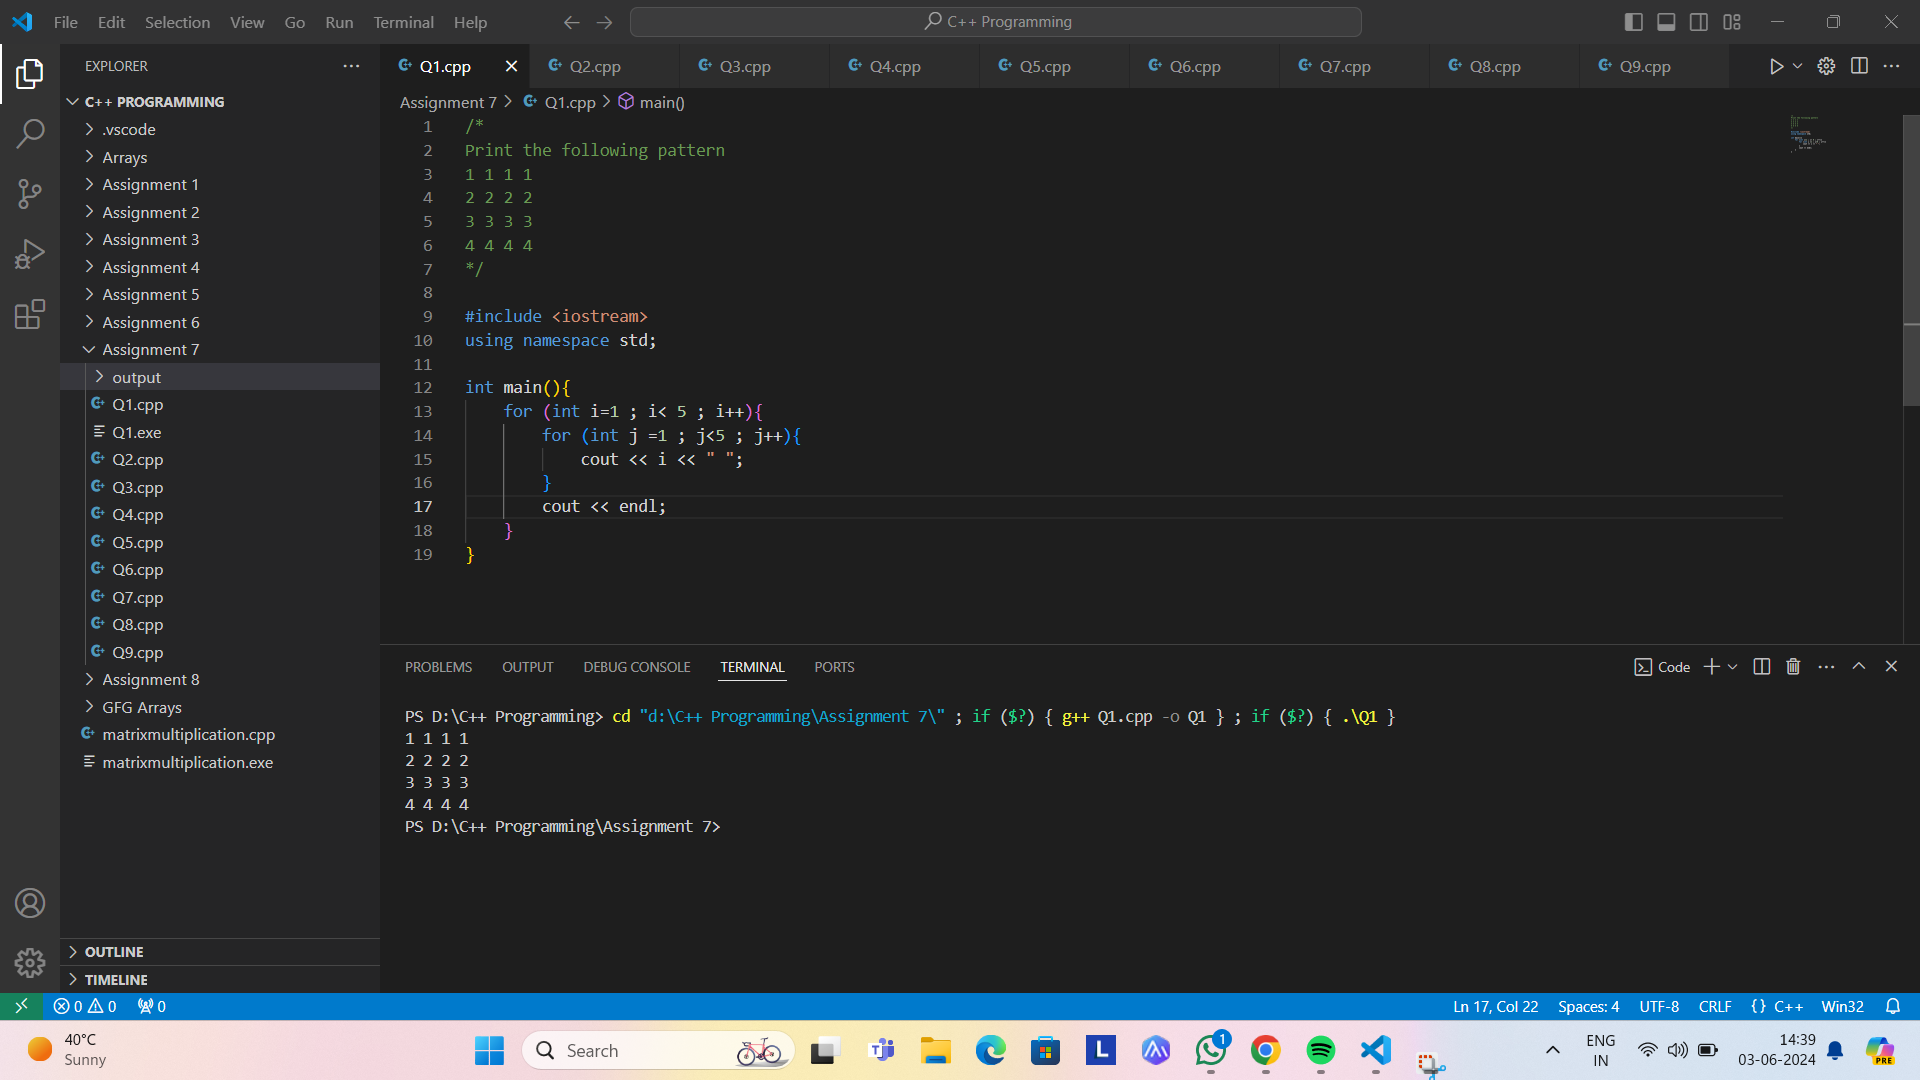 File Edit Selection View Go Run Terminal Help
C++ Programming
EXPLORER
C++ PROGRAMMING
.vscode
Arrays
Assignment 1
Assignment 2
Assignment 3
Assignment 4
Assignment 5
Assignment 6
Assignment 7
output
Q1.cpp
Q1.exe
Q2.cpp
Q3.cpp
Q4.cpp
Q5.cpp
Q6.cpp
Q7.cpp
Q8.cpp
Q9.cpp
Assignment 8
GFG Arrays
matrixmultiplication.cpp
matrixmultiplication.exe
OUTLINE
TIMELINE
Q1.cpp Q2.cpp Q3.cpp Q4.cpp Q5.cpp Q6.cpp Q7.cpp Q8.cpp Q9.cpp
Assignment 7 > Q1.cpp > main()
1 /*
2 Print the following pattern
3 1 1 1 1
4 2 2 2 2
5 3 3 3 3
6 4 4 4 4
7 */
8
9 #include <iostream>
10 using namespace std;
11
12 int main(){
13     for (int i=1 ; i< 5 ; i++){
14         for (int j =1 ; j<5 ; j++){
15             cout << i << " ";
16         }
17         cout << endl;
18     }
19 }
PROBLEMS OUTPUT DEBUG CONSOLE TERMINAL PORTS
Code
PS D:\C++ Programming> cd "d:\C++ Programming\Assignment 7\" ; if ($?) { g++ Q1.cpp -o Q1 } ; if ($?) { .\Q1 }
1 1 1 1
2 2 2 2
3 3 3 3
4 4 4 4
PS D:\C++ Programming\Assignment 7>
0 0 0
Ln 17, Col 22 Spaces: 4 UTF-8 CRLF {} C++ Win32
40°C
Sunny
Search
L
1
ENG
IN
14:39
03-06-2024
PRE